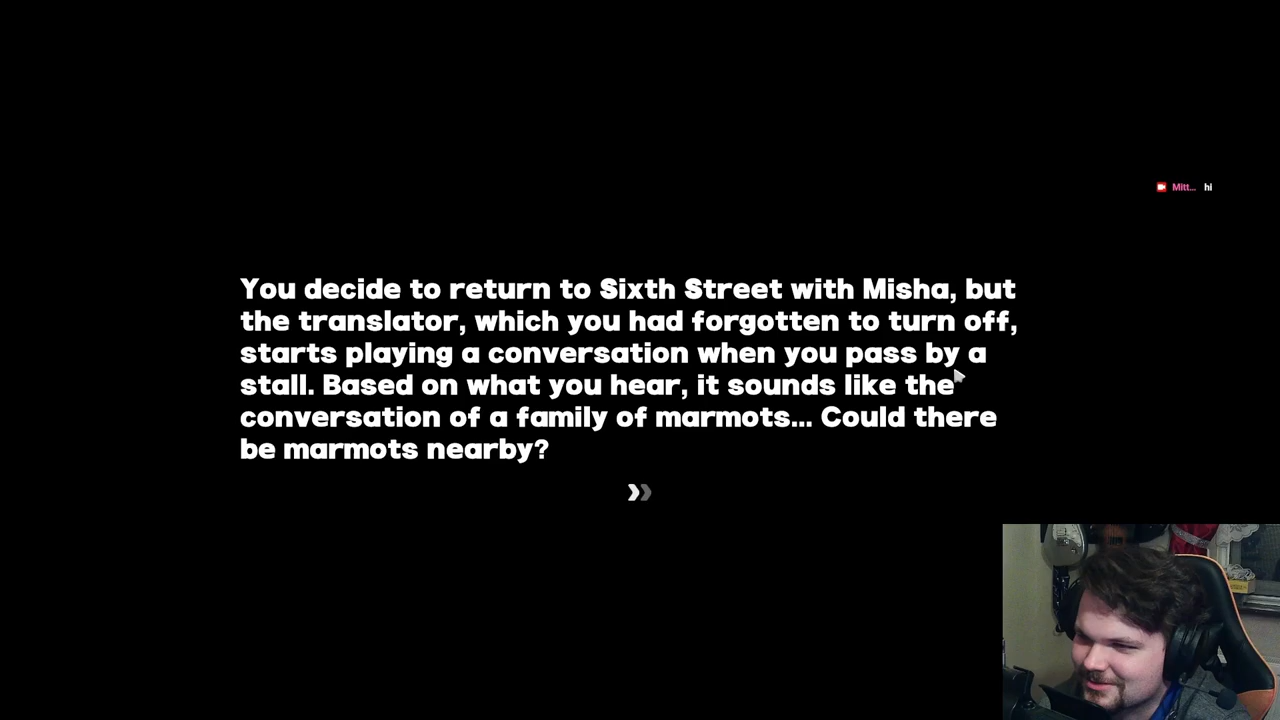 Mitt... hi
You decide to return to Sixth Street with Misha, but
the translator, which you had forgotten to turn off,
starts playing a conversation when you pass by a
stall. Based on what you hear, it sounds like the
conversation of a family of marmots... Could there
be marmots nearby?